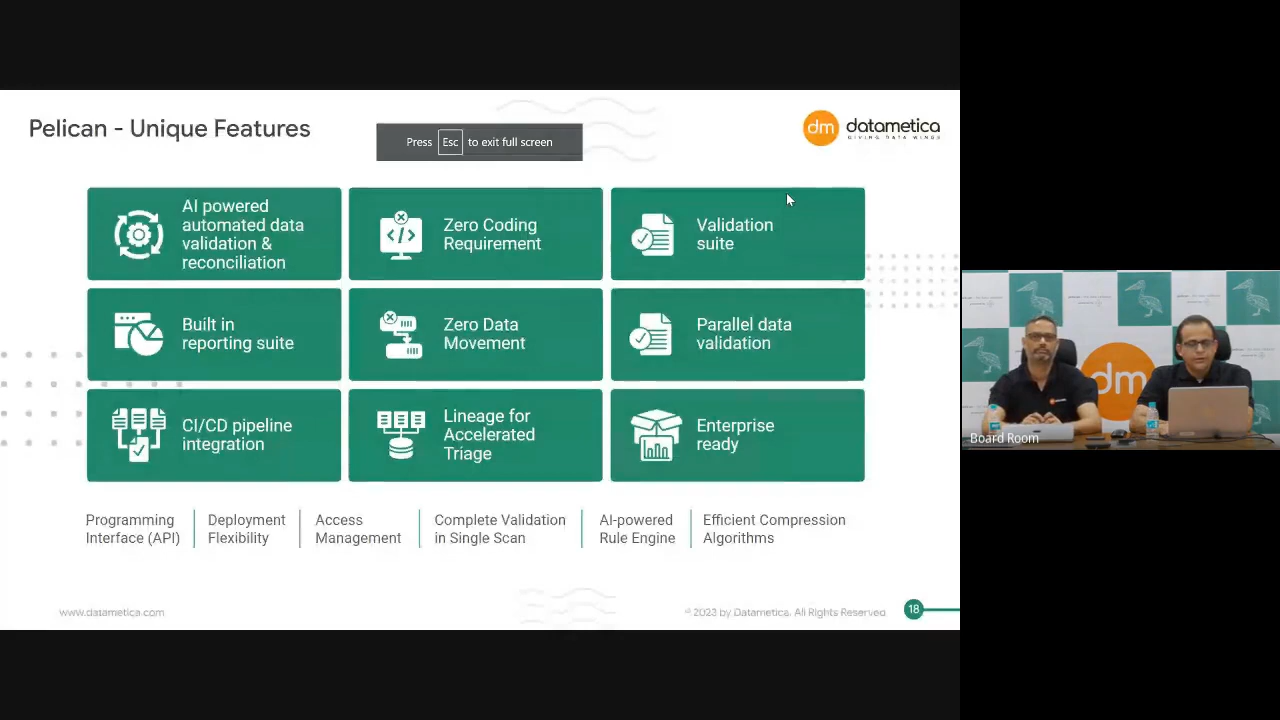 Pelican - Unique Features
Press Esc to exit full screen
dm datametica
GIVING DATA WINGS
AI powered
automated data
validation &
reconciliation
Zero Coding
Requirement
Validation
suite
Built in
reporting suite
Zero Data
Movement
Parallel data
validation
CI/CD pipeline
integration
Lineage for
Accelerated
Triage
Enterprise
ready
Programming
Interface (API)
Deployment
Flexibility
Access
Management
Complete Validation
in Single Scan
AI-powered
Rule Engine
Efficient Compression
Algorithms
www.datametica.com
© 2023 by Datametica. All Rights Reserved
18
dm
Board Room